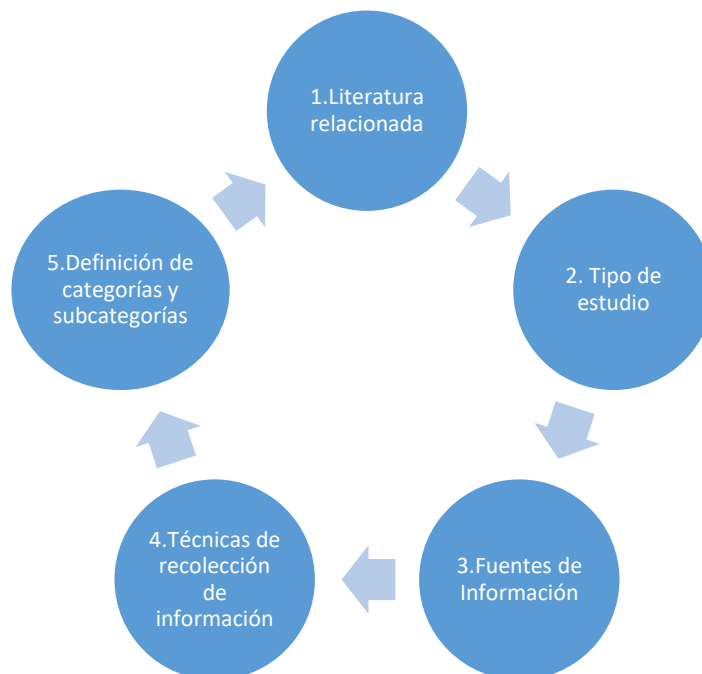 1.Literatura
relacionada
2. Tipo de
estudio
3.Fuentes de
Información
4.Técnicas de
recolección
de
información
5.Definición de
categorías y
subcategorías